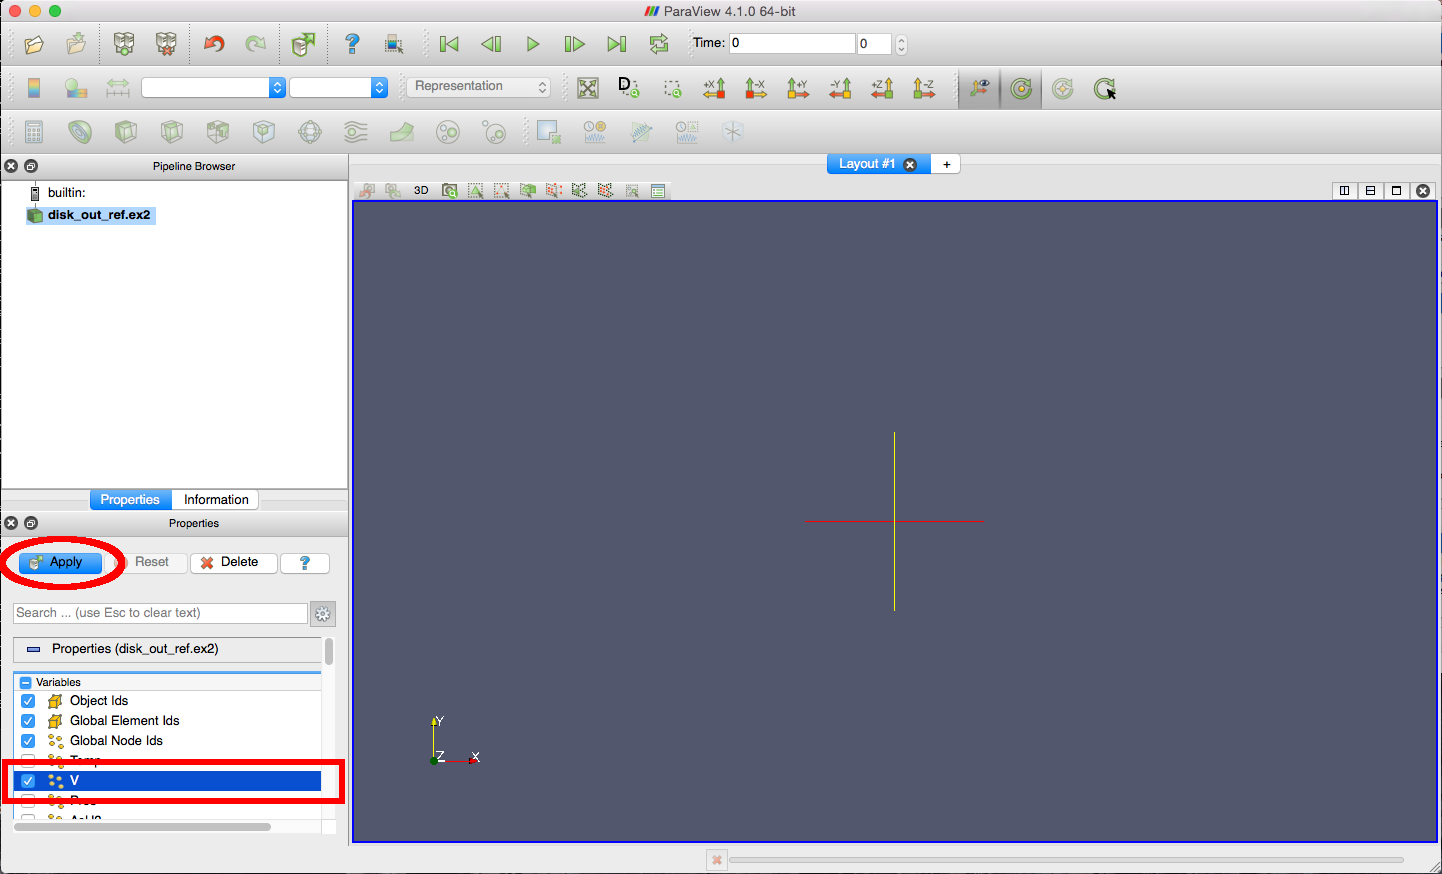 ParaView 4.1.0 64-bit
Time: 0 0
Representation
D
+X -X +Y -Y +Z -Z
Pipeline Browser
Layout #1 +
builtin:
3D
disk_out_ref.ex2
Properties Information
Properties
Apply Reset Delete ?
Search ... (use Esc to clear text)
Properties (disk_out_ref.ex2)
Variables
Object Ids
Global Element Ids
Global Node Ids
Temp
V
Pres
AsH3
Y
Z X